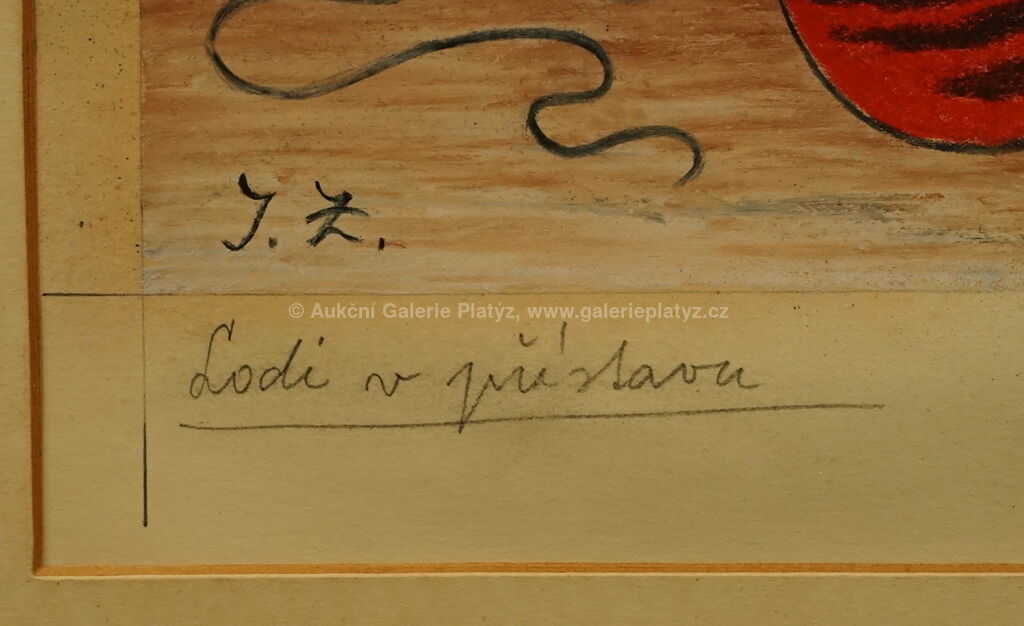 J. Z.
© Aukční Galerie Platýz, www.galerieplatyz.cz
Lodi v přístavu